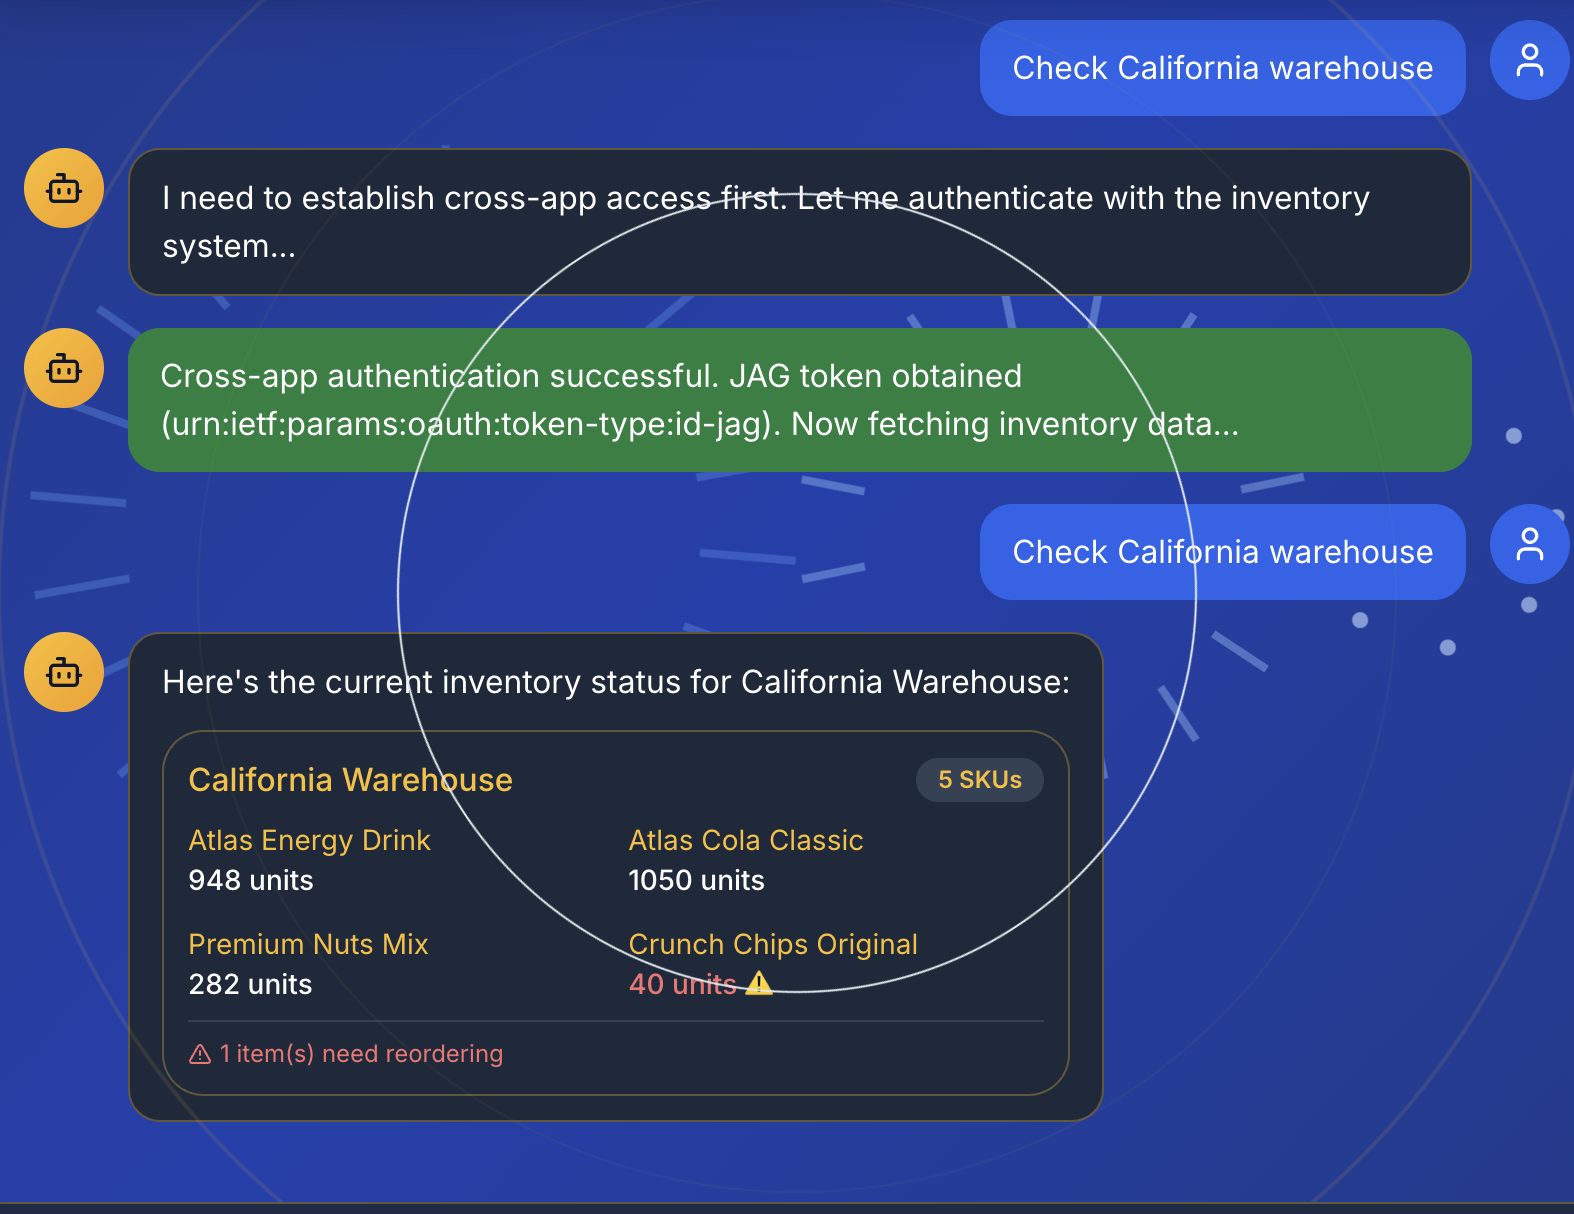 Check California warehouse
I need to establish cross-app access first. Let me authenticate with the inventory
system...
Cross-app authentication successful. JAG token obtained
(urn:ietf:params:oauth:token-type:id-jag). Now fetching inventory data...
Check California warehouse
Here's the current inventory status for California Warehouse:
California Warehouse
5 SKUs
Atlas Energy Drink
948 units
Atlas Cola Classic
1050 units
Premium Nuts Mix
282 units
Crunch Chips Original
40 units ⚠️
1 item(s) need reordering